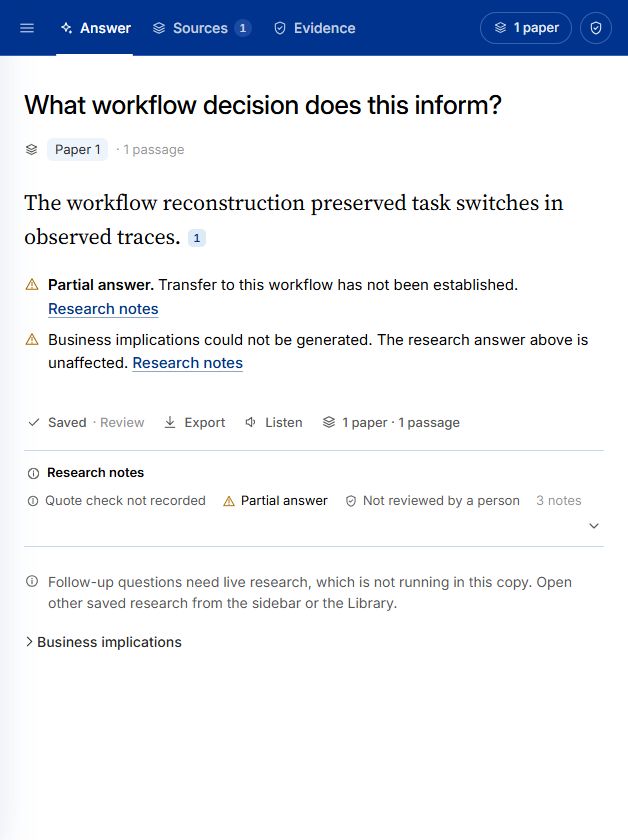 Answer Sources 1 Evidence 1 paper
What workflow decision does this inform?
Paper 1 · 1 passage
The workflow reconstruction preserved task switches in
observed traces. 1
Partial answer. Transfer to this workflow has not been established.
Research notes
Business implications could not be generated. The research answer above is
unaffected. Research notes
Saved · Review Export Listen 1 paper · 1 passage
Research notes
Quote check not recorded Partial answer Not reviewed by a person 3 notes
Follow-up questions need live research, which is not running in this copy. Open
other saved research from the sidebar or the Library.
Business implications